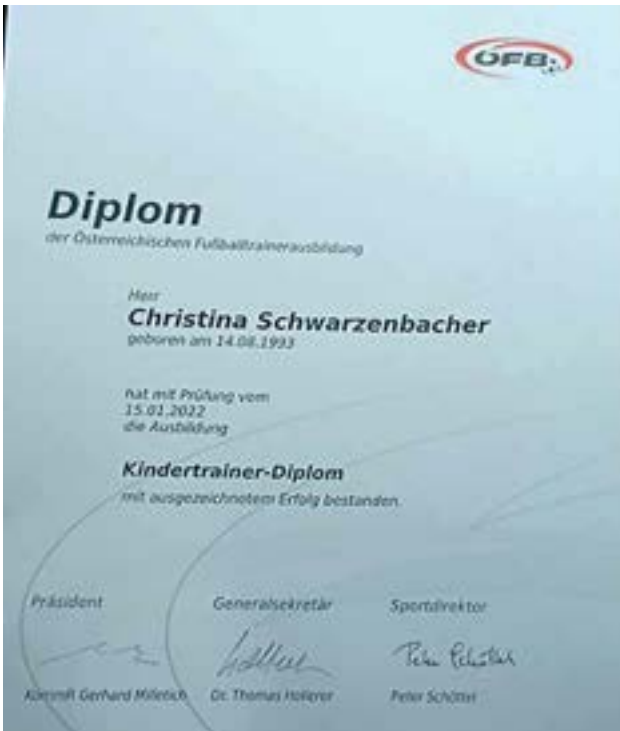 ÖFB
Diplom
der Österreichischen Fußballtrainerausbildung
Herr
Christina Schwarzenbacher
geboren am 14.08.1993
hat mit Prüfung vom
15.01.2022
die Ausbildung
Kindertrainer-Diplom
mit ausgezeichnetem Erfolg bestanden.
Präsident
Generalsekretär
Sportdirektor
Gerhard Milletich
Dr. Thomas Hollerer
Peter Schöttel